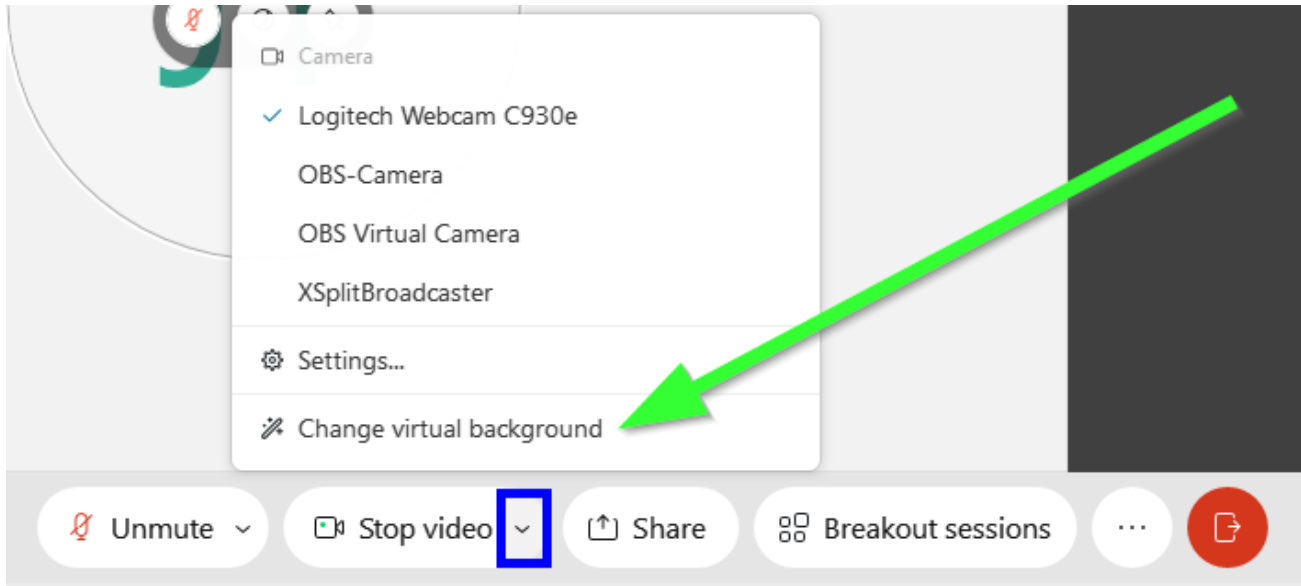 Camera
Logitech Webcam C930e
OBS-Camera
OBS Virtual Camera
XSplitBroadcaster
Settings...
Change virtual background
Unmute Stop video Share Breakout sessions ...